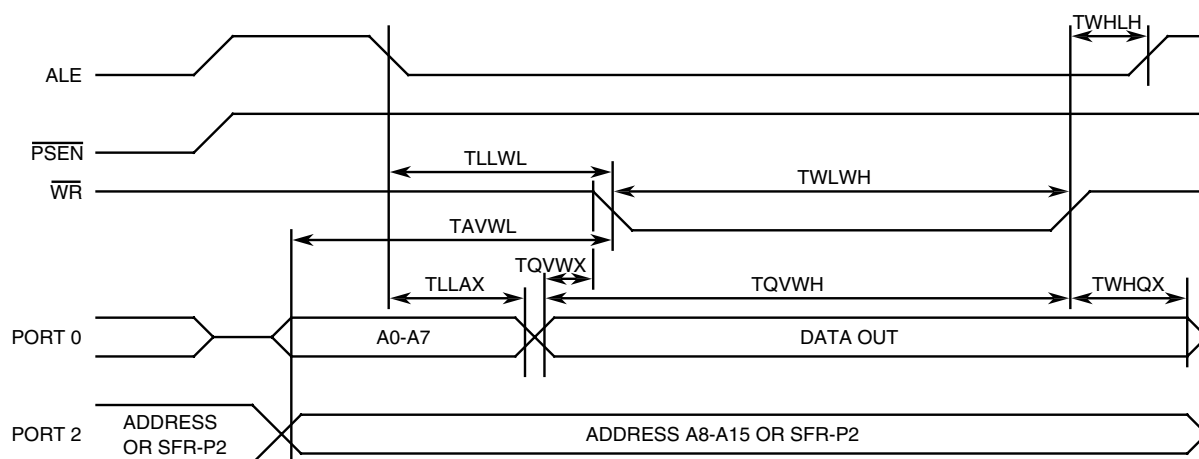 TWHLH
ALE
PSEN
TLLWL
WR
TWLWH
TAVWL
TQVWX
TLLAX
TQVWH
TWHQX
PORT 0
A0-A7
DATA OUT
PORT 2
ADDRESS
OR SFR-P2
ADDRESS A8-A15 OR SFR-P2